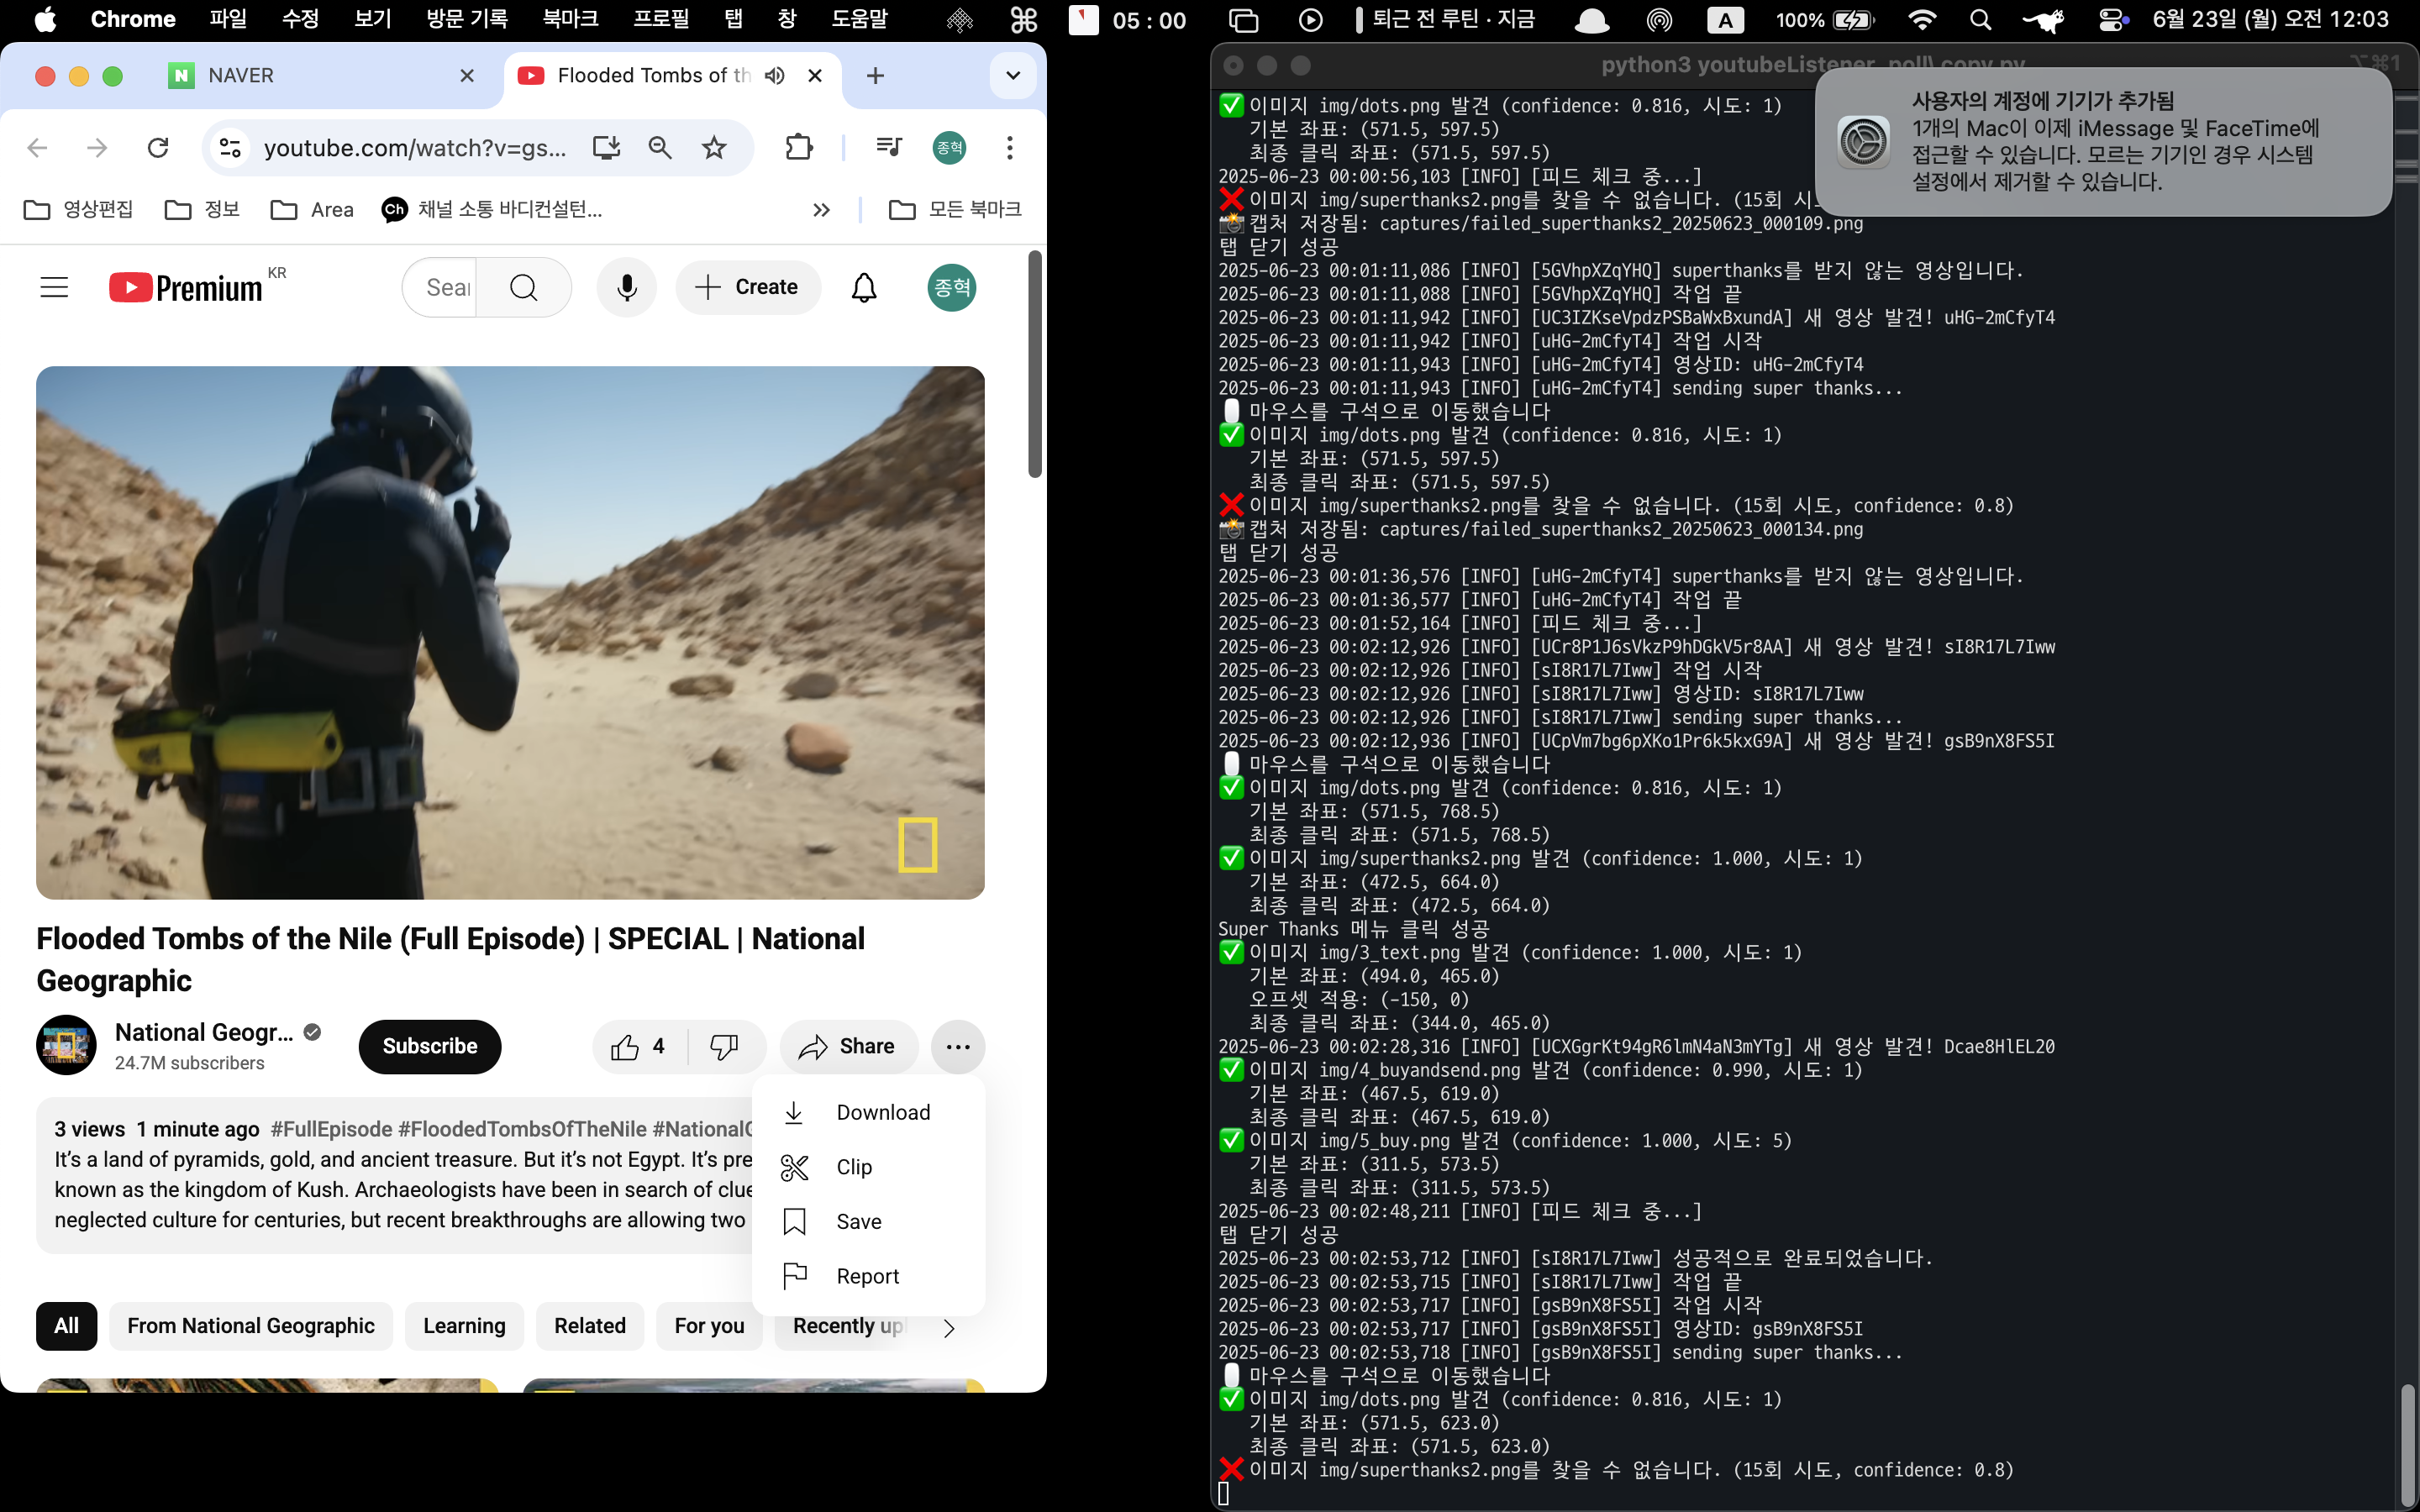 Chrome 파일 수정 보기 방문 기록 북마크 프로필 탭 창 도움말 05 : 00 퇴근 전 루틴 · 지금 A 100% 6월 23일 (월) 오전 12:03
N NAVER
Flooded Tombs of th
youtube.com/watch?v=gs...
종혁
영상편집 정보 Area Ch 채널 소통 바디컨설턴... 모든 북마크
Premium KR
Sear
Create
종혁
Flooded Tombs of the Nile (Full Episode) | SPECIAL | National
Geographic
National Geogr...
24.7M subscribers
Subscribe
4
Share
Download
Clip
Save
Report
3 views 1 minute ago #FullEpisode #FloodedTombsOfTheNile #NationalG
It's a land of pyramids, gold, and ancient treasure. But it's not Egypt. It's pre
known as the kingdom of Kush. Archaeologists have been in search of clue
neglected culture for centuries, but recent breakthroughs are allowing two
All From National Geographic Learning Related For you Recently up
python3 youtubeListener_poll\ copy.py ⌥⌘1
사용자의 계정에 기기가 추가됨
1개의 Mac이 이제 iMessage 및 FaceTime에
접근할 수 있습니다. 모르는 기기인 경우 시스템
설정에서 제거할 수 있습니다.
✅ 이미지 img/dots.png 발견 (confidence: 0.816, 시도: 1)
기본 좌표: (571.5, 597.5)
최종 클릭 좌표: (571.5, 597.5)
2025-06-23 00:00:56,103 [INFO] [피드 체크 중...]
❌ 이미지 img/superthanks2.png를 찾을 수 없습니다. (15회 시
📸 캡처 저장됨: captures/failed_superthanks2_20250623_000109.png
탭 닫기 성공
2025-06-23 00:01:11,086 [INFO] [5GVhpXZqYHQ] superthanks를 받지 않는 영상입니다.
2025-06-23 00:01:11,088 [INFO] [5GVhpXZqYHQ] 작업 끝
2025-06-23 00:01:11,942 [INFO] [UC3IZKseVpdzPSBaWxBxundA] 새 영상 발견! uHG-2mCfyT4
2025-06-23 00:01:11,942 [INFO] [uHG-2mCfyT4] 작업 시작
2025-06-23 00:01:11,943 [INFO] [uHG-2mCfyT4] 영상ID: uHG-2mCfyT4
2025-06-23 00:01:11,943 [INFO] [uHG-2mCfyT4] sending super thanks...
마우스를 구석으로 이동했습니다
✅ 이미지 img/dots.png 발견 (confidence: 0.816, 시도: 1)
기본 좌표: (571.5, 597.5)
최종 클릭 좌표: (571.5, 597.5)
❌ 이미지 img/superthanks2.png를 찾을 수 없습니다. (15회 시도, confidence: 0.8)
📸 캡처 저장됨: captures/failed_superthanks2_20250623_000134.png
탭 닫기 성공
2025-06-23 00:01:36,576 [INFO] [uHG-2mCfyT4] superthanks를 받지 않는 영상입니다.
2025-06-23 00:01:36,577 [INFO] [uHG-2mCfyT4] 작업 끝
2025-06-23 00:01:52,164 [INFO] [피드 체크 중...]
2025-06-23 00:02:12,926 [INFO] [UCr8P1J6sVkzP9hDGkV5r8AA] 새 영상 발견! sI8R17L7Iww
2025-06-23 00:02:12,926 [INFO] [sI8R17L7Iww] 작업 시작
2025-06-23 00:02:12,926 [INFO] [sI8R17L7Iww] 영상ID: sI8R17L7Iww
2025-06-23 00:02:12,926 [INFO] [sI8R17L7Iww] sending super thanks...
2025-06-23 00:02:12,936 [INFO] [UCpVm7bg6pXKo1Pr6k5kxG9A] 새 영상 발견! gsB9nX8FS5I
마우스를 구석으로 이동했습니다
✅ 이미지 img/dots.png 발견 (confidence: 0.816, 시도: 1)
기본 좌표: (571.5, 768.5)
최종 클릭 좌표: (571.5, 768.5)
✅ 이미지 img/superthanks2.png 발견 (confidence: 1.000, 시도: 1)
기본 좌표: (472.5, 664.0)
최종 클릭 좌표: (472.5, 664.0)
Super Thanks 메뉴 클릭 성공
✅ 이미지 img/3_text.png 발견 (confidence: 1.000, 시도: 1)
기본 좌표: (494.0, 465.0)
오프셋 적용: (-150, 0)
최종 클릭 좌표: (344.0, 465.0)
2025-06-23 00:02:28,316 [INFO] [UCXGgrKt94gR6lmN4aN3mYTg] 새 영상 발견! Dcae8HlEL20
✅ 이미지 img/4_buyandsend.png 발견 (confidence: 0.990, 시도: 1)
기본 좌표: (467.5, 619.0)
최종 클릭 좌표: (467.5, 619.0)
✅ 이미지 img/5_buy.png 발견 (confidence: 1.000, 시도: 5)
기본 좌표: (311.5, 573.5)
최종 클릭 좌표: (311.5, 573.5)
2025-06-23 00:02:48,211 [INFO] [피드 체크 중...]
탭 닫기 성공
2025-06-23 00:02:53,712 [INFO] [sI8R17L7Iww] 성공적으로 완료되었습니다.
2025-06-23 00:02:53,715 [INFO] [sI8R17L7Iww] 작업 끝
2025-06-23 00:02:53,717 [INFO] [gsB9nX8FS5I] 작업 시작
2025-06-23 00:02:53,717 [INFO] [gsB9nX8FS5I] 영상ID: gsB9nX8FS5I
2025-06-23 00:02:53,718 [INFO] [gsB9nX8FS5I] sending super thanks...
마우스를 구석으로 이동했습니다
✅ 이미지 img/dots.png 발견 (confidence: 0.816, 시도: 1)
기본 좌표: (571.5, 623.0)
최종 클릭 좌표: (571.5, 623.0)
❌ 이미지 img/superthanks2.png를 찾을 수 없습니다. (15회 시도, confidence: 0.8)